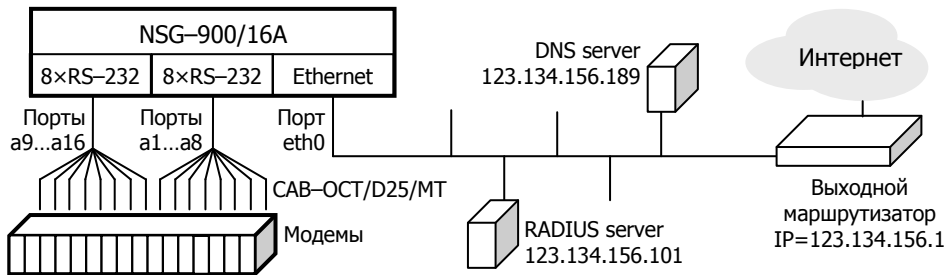 NSG–900/16A
8×RS–232
8×RS–232
Ethernet
Порты
a9...a16
Порты
a1...a8
Порт
eth0
CAB–OCT/D25/MT
Модемы
DNS server
123.134.156.189
RADIUS server
123.134.156.101
Интернет
Выходной
маршрутизатор
IP=123.134.156.1